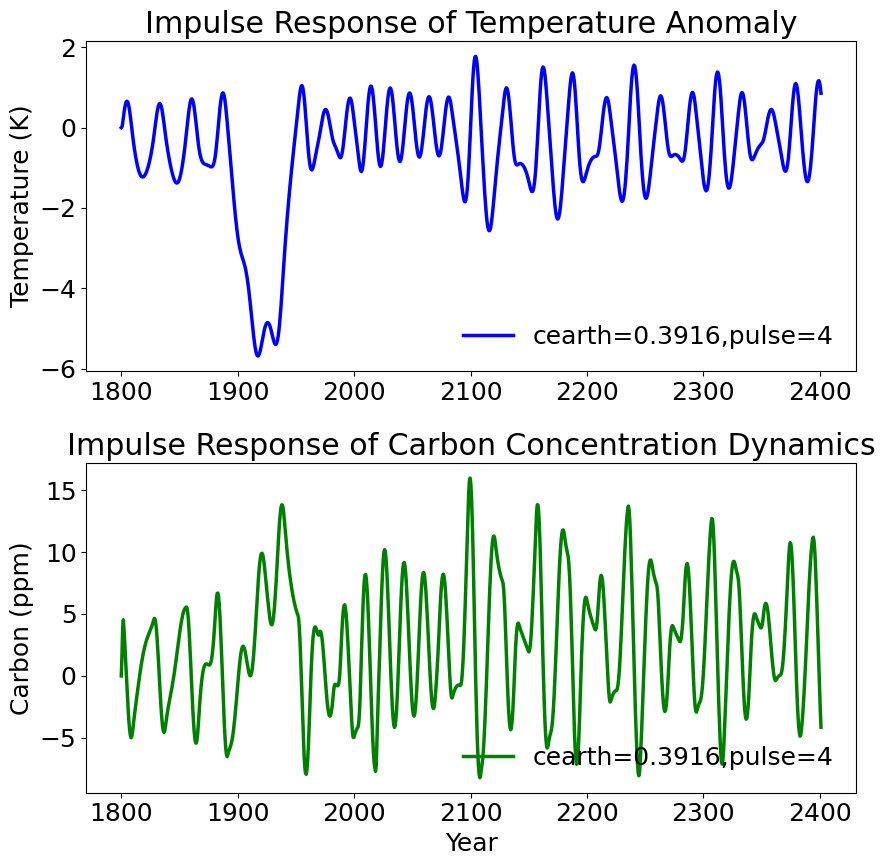 Impulse Response of Temperature Anomaly
Temperature (K)
2
0
−2
−4
−6
cearth=0.3916,pulse=4
1800 1900 2000 2100 2200 2300 2400
Impulse Response of Carbon Concentration Dynamics
Carbon (ppm)
15
10
5
0
−5
cearth=0.3916,pulse=4
1800 1900 2000 2100 2200 2300 2400
Year